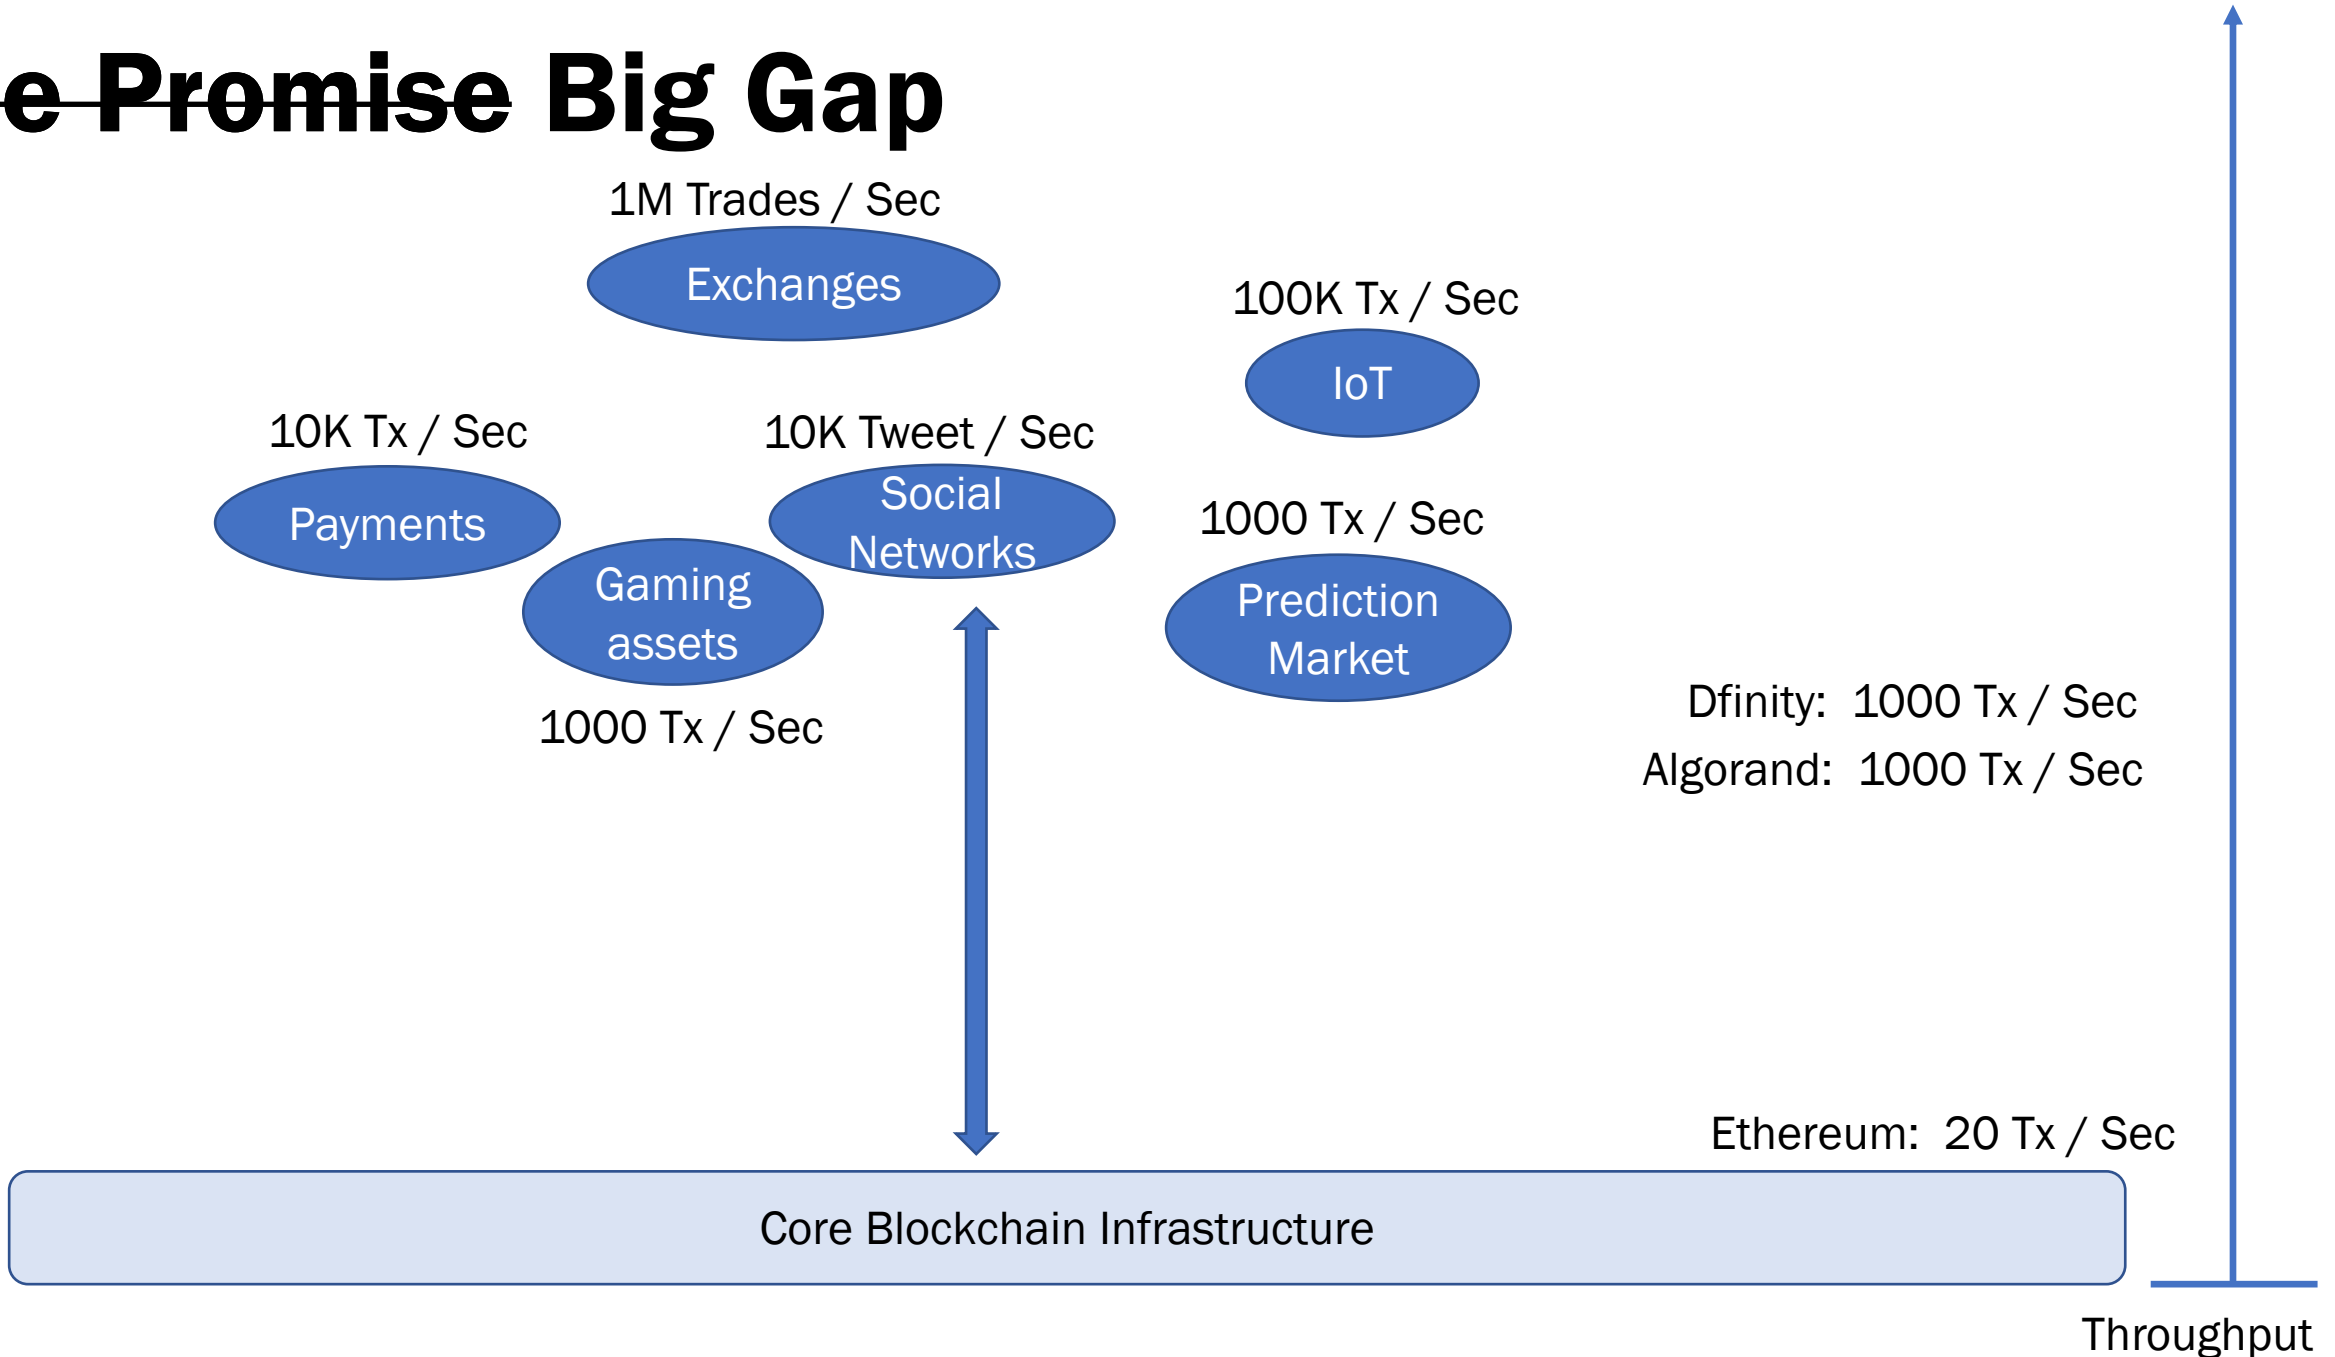 e Promise Big Gap
1M Trades / Sec
Exchanges
100K Tx / Sec
IoT
10K Tx / Sec
Payments
10K Tweet / Sec
Social
Networks
1000 Tx / Sec
Prediction
Market
Gaming
assets
1000 Tx / Sec
Dfinity: 1000 Tx / Sec
Algorand: 1000 Tx / Sec
Ethereum: 20 Tx / Sec
Core Blockchain Infrastructure
Throughput